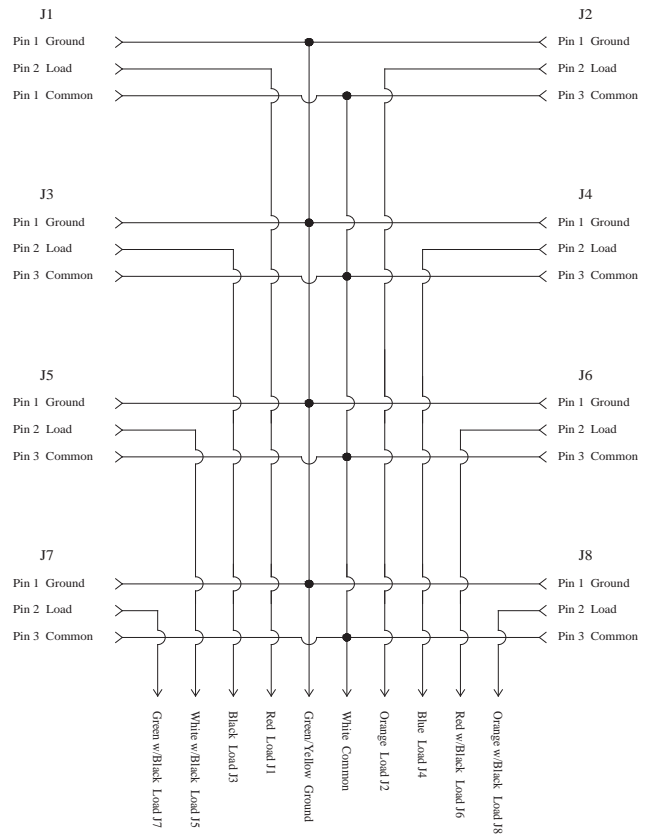 J1
J2
Pin 1 Ground
Pin 1 Ground
Pin 2 Load
Pin 2 Load
Pin 1 Common
Pin 3 Common
J3
J4
Pin 1 Ground
Pin 1 Ground
Pin 2 Load
Pin 2 Load
Pin 3 Common
Pin 3 Common
J5
J6
Pin 1 Ground
Pin 1 Ground
Pin 2 Load
Pin 2 Load
Pin 3 Common
Pin 3 Common
J7
J8
Pin 1 Ground
Pin 1 Ground
Pin 2 Load
Pin 2 Load
Pin 3 Common
Pin 3 Common
Green w/Black Load J7
White w/Black Load J5
Black Load J3
Red Load J1
Green/Yellow Ground
White Common
Orange Load J2
Blue Load J4
Red w/Black Load J6
Orange w/Black Load J8